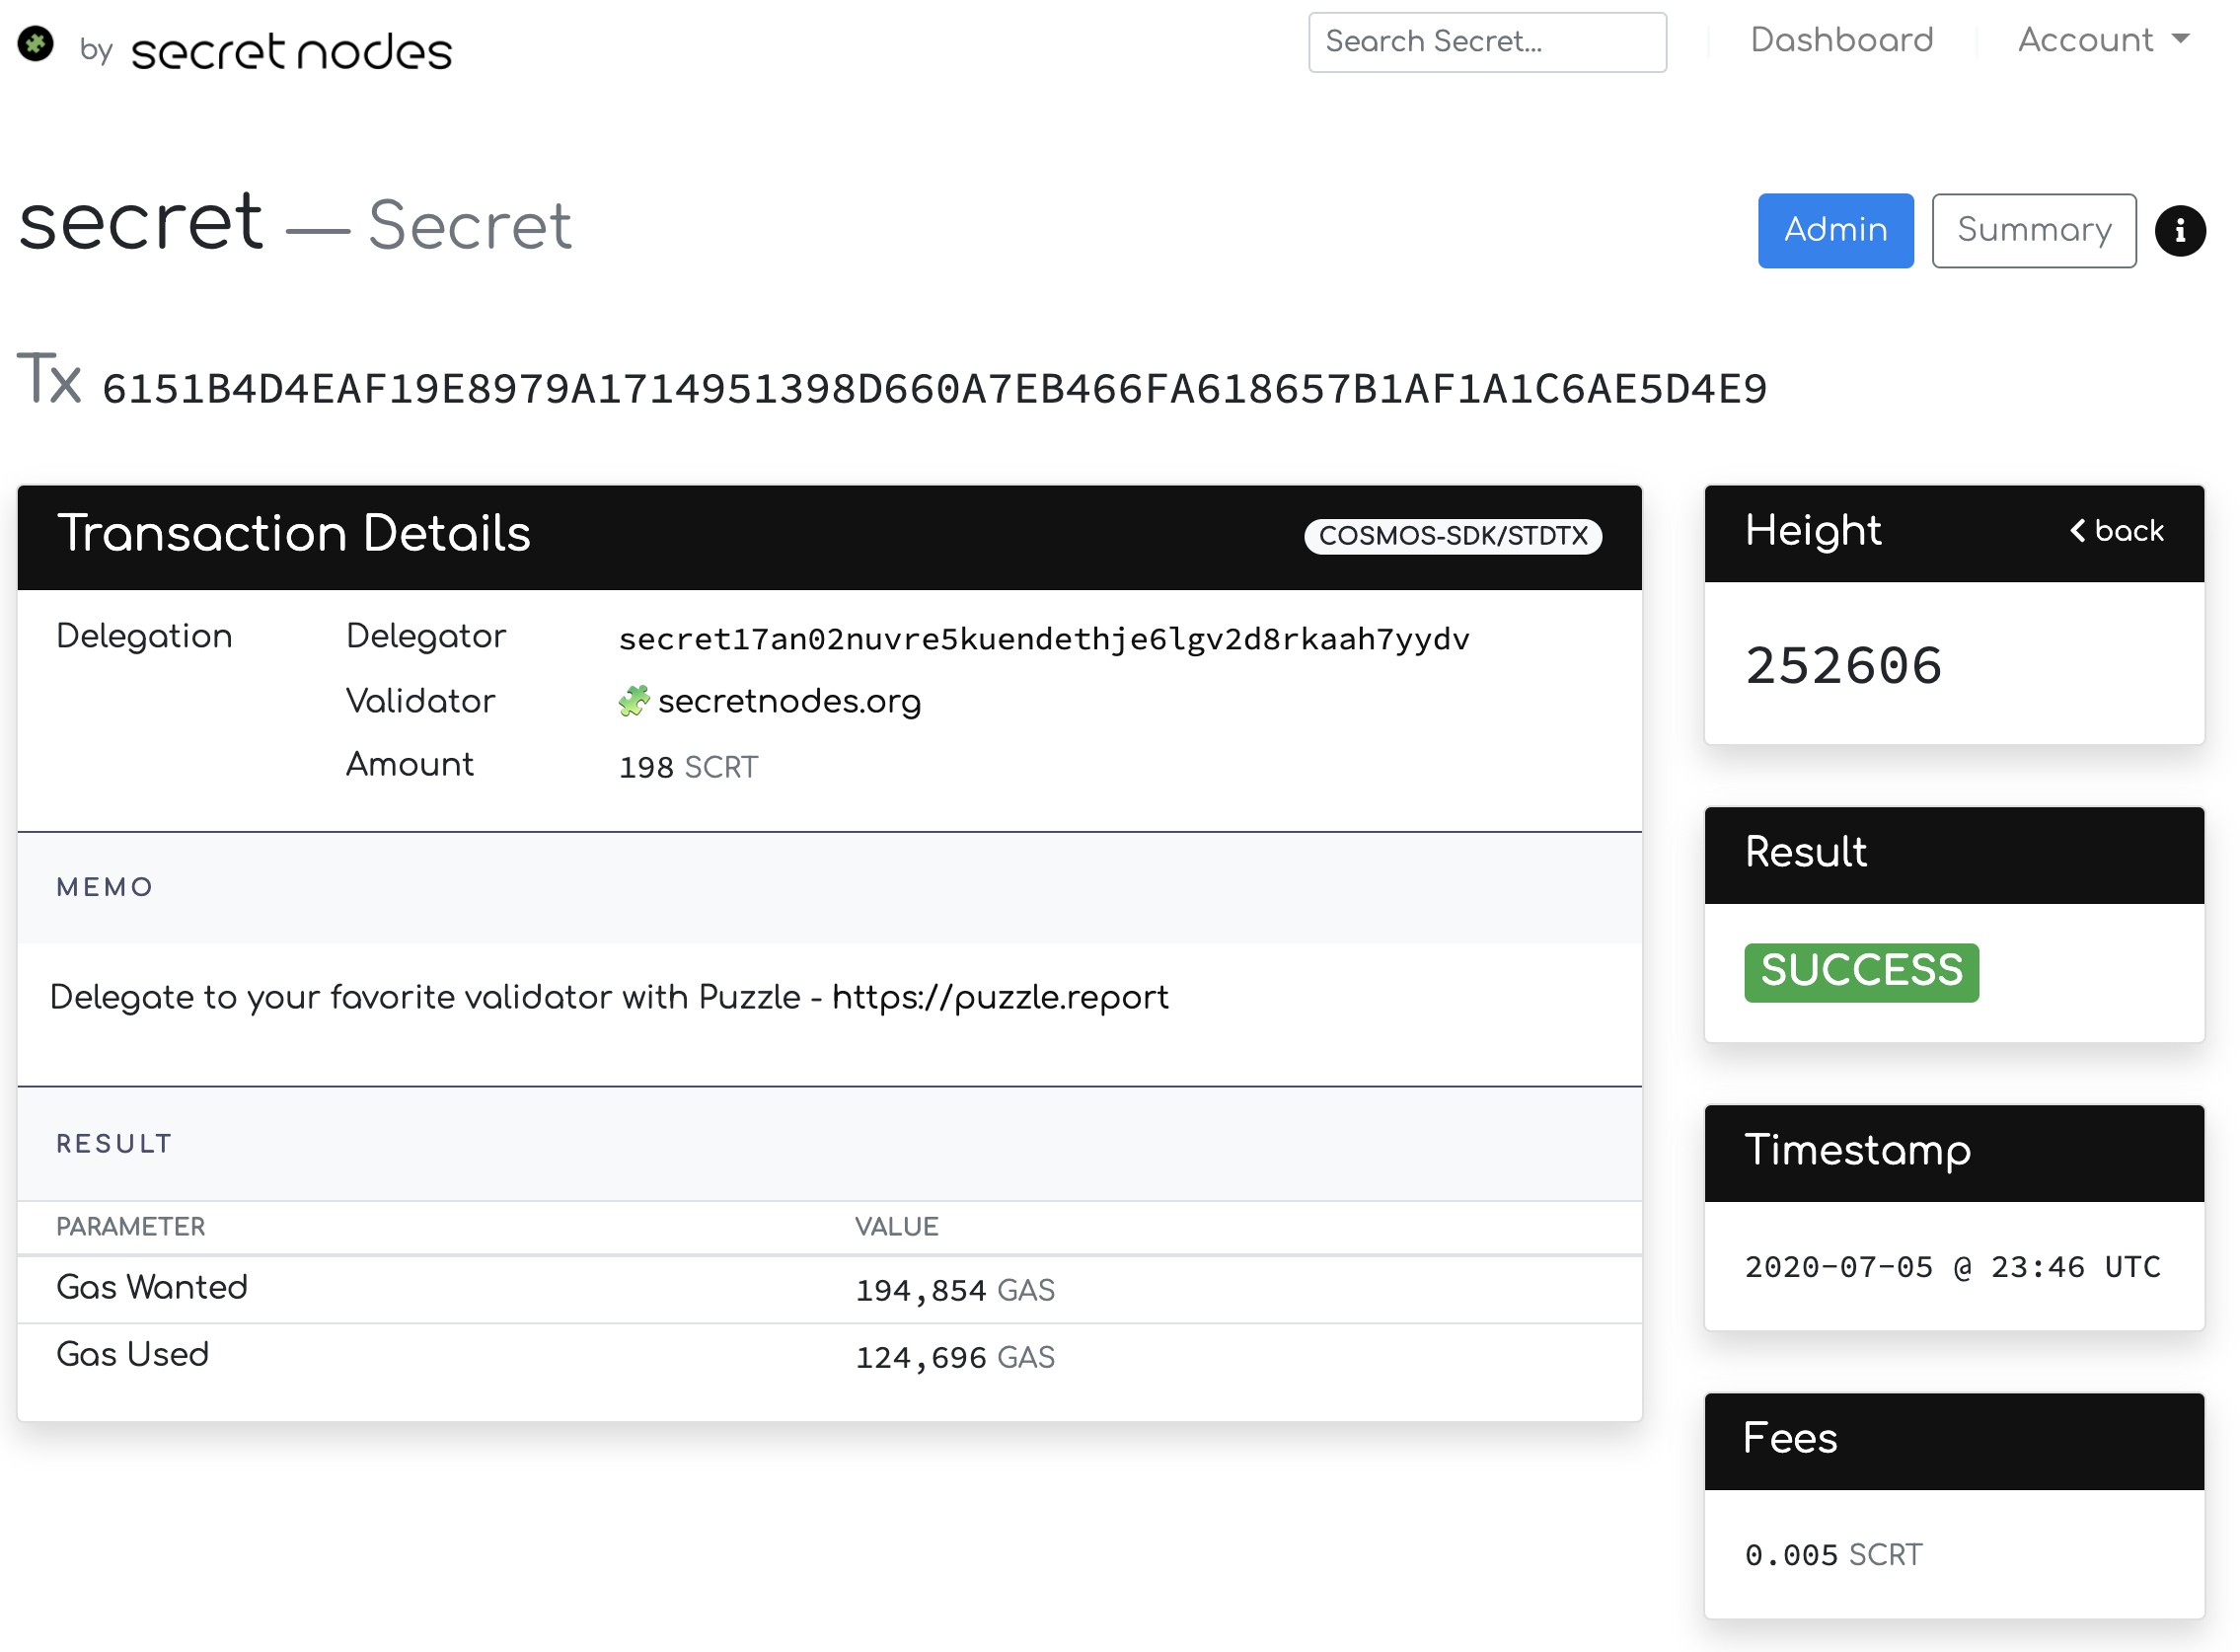 by secret nodes
Search Secret...
Dashboard
Account
secret — Secret
Admin
Summary
Tx 6151B4D4EAF19E8979A1714951398D660A7EB466FA618657B1AF1A1C6AE5D4E9
Transaction Details
COSMOS-SDK/STDTX
Delegation
Delegator
secret17an02nuvre5kuendethje6lgv2d8rkaah7yydv
Validator
secretnodes.org
Amount
198 SCRT
MEMO
Delegate to your favorite validator with Puzzle - https://puzzle.report
RESULT
PARAMETER VALUE
Gas Wanted 194,854 GAS
Gas Used 124,696 GAS
Height
back
252606
Result
SUCCESS
Timestamp
2020-07-05 @ 23:46 UTC
Fees
0.005 SCRT